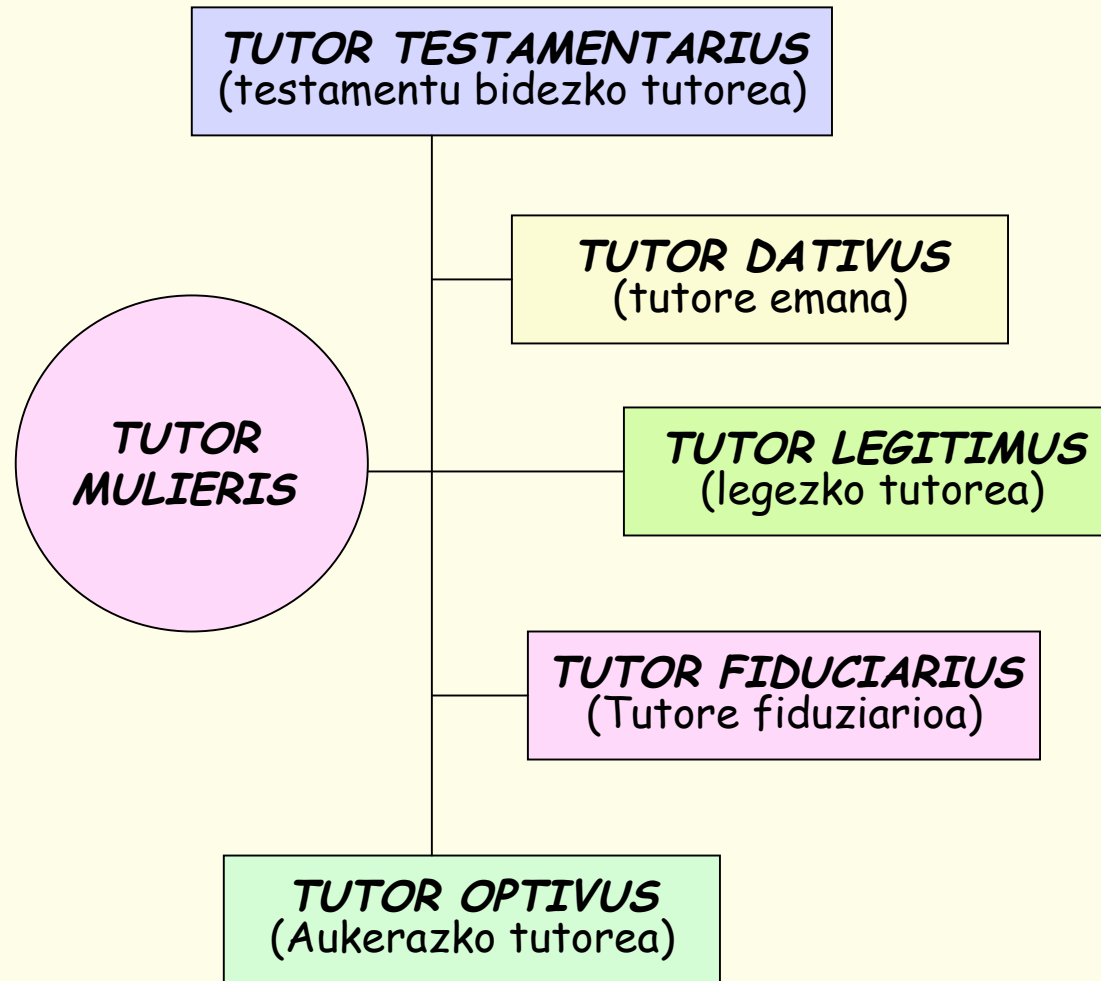 TUTOR TESTAMENTARIUS
(testamentu bidezko tutorea)
TUTOR DATIVUS
(tutore emana)
TUTOR
MULIERIS
TUTOR LEGITIMUS
(legezko tutorea)
TUTOR FIDUCIARIUS
(Tutore fiduziarioa)
TUTOR OPTIVUS
(Aukerazko tutorea)